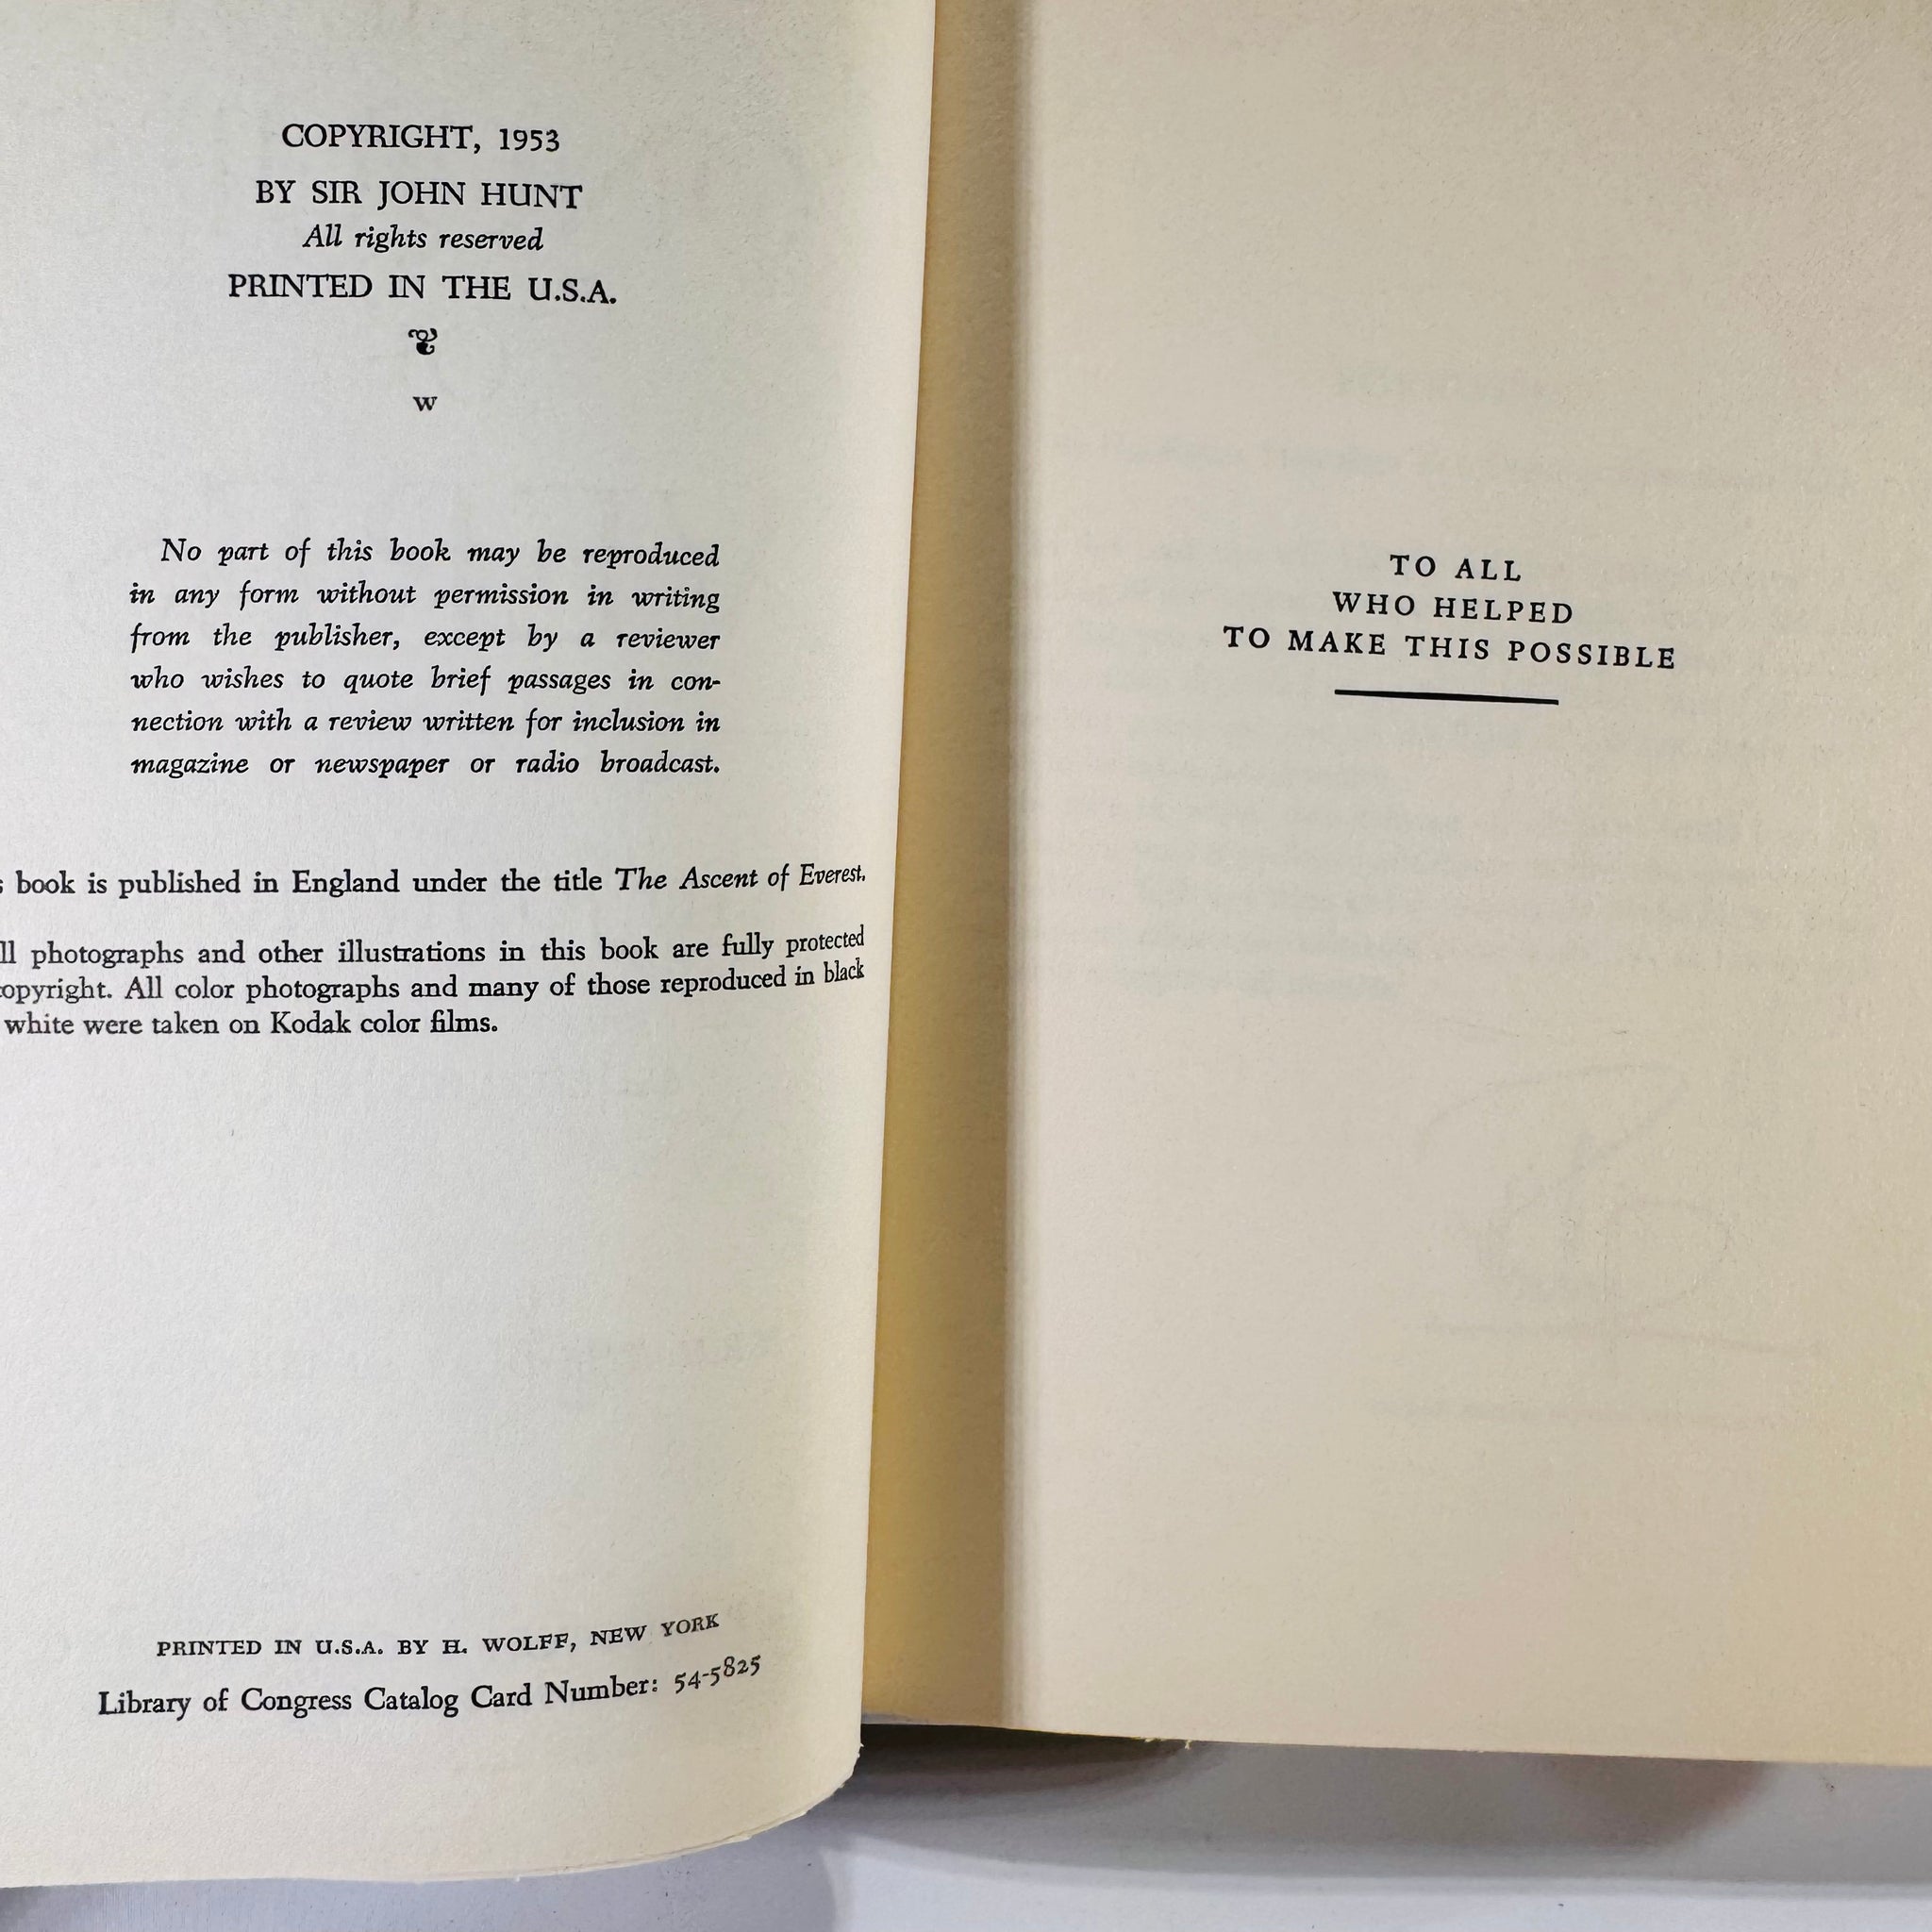 COPYRIGHT, 1953
BY SIR JOHN HUNT
All rights reserved
PRINTED IN THE U.S.A.
W
No part of this book may be reproduced
in any form without permission in writing
from the publisher, except by a reviewer
who wishes to quote brief passages in con-
nection with a review written for inclusion in
magazine or newspaper or radio broadcast.
book is published in England under the title The Ascent of Everest.
photographs and other illustrations in this book are fully protected
opyright. All color photographs and many of those reproduced in black
white were taken on Kodak color films.
PRINTED IN U.S.A. BY H. WOLFF, NEW YORK
Library of Congress Catalog Card Number: 54-5825
TO ALL
WHO HELPED
TO MAKE THIS POSSIBLE